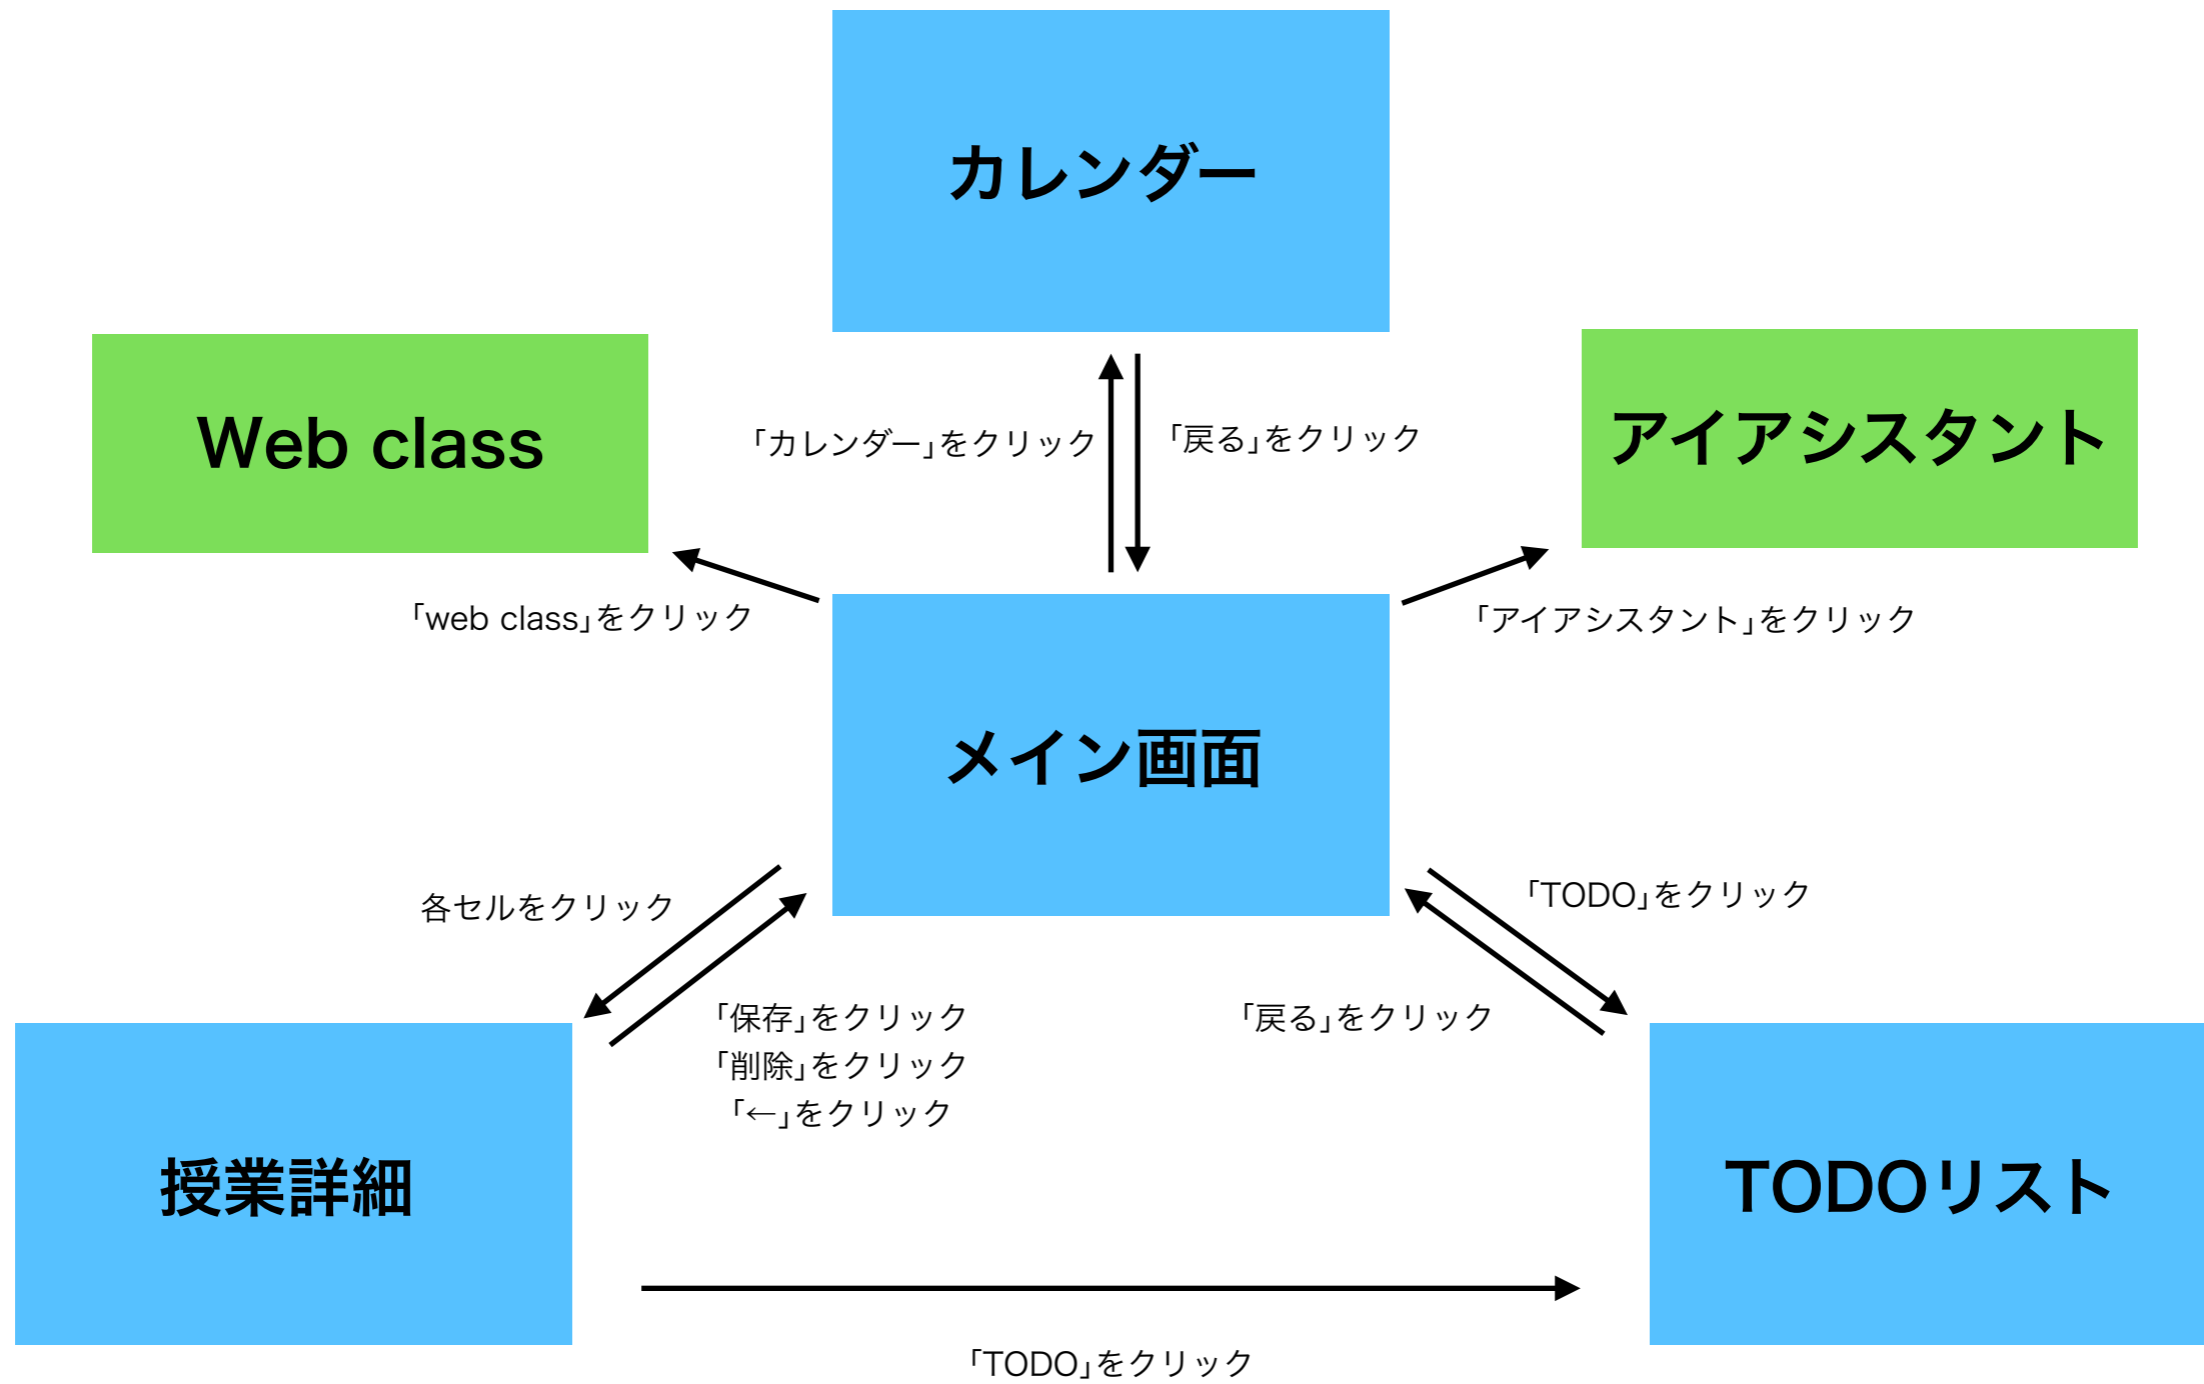 カレンダー
Web class
アイアシスタント
「カレンダー」をクリック
「戻る」をクリック
「web class」をクリック
「アイアシスタント」をクリック
メイン画面
各セルをクリック
「TODO」をクリック
「保存」をクリック
「削除」をクリック
「←」をクリック
「戻る」をクリック
授業詳細
TODOリスト
「TODO」をクリック